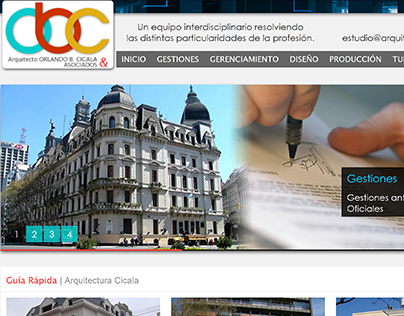 obc
Arquitecto ORLANDO B CICALA
ASOCIADOS &
Un equipo interdisciplinario resolviendo
las distintas particularidades de la profesión.
estudio@arquit
INICIO GESTIONES GERENCIAMIENTO DISEÑO PRODUCCIÓN TU
Gestiones
Gestiones ant
Oficiales
1 2 3 4
Guía Rápida | Arquitectura Cicala